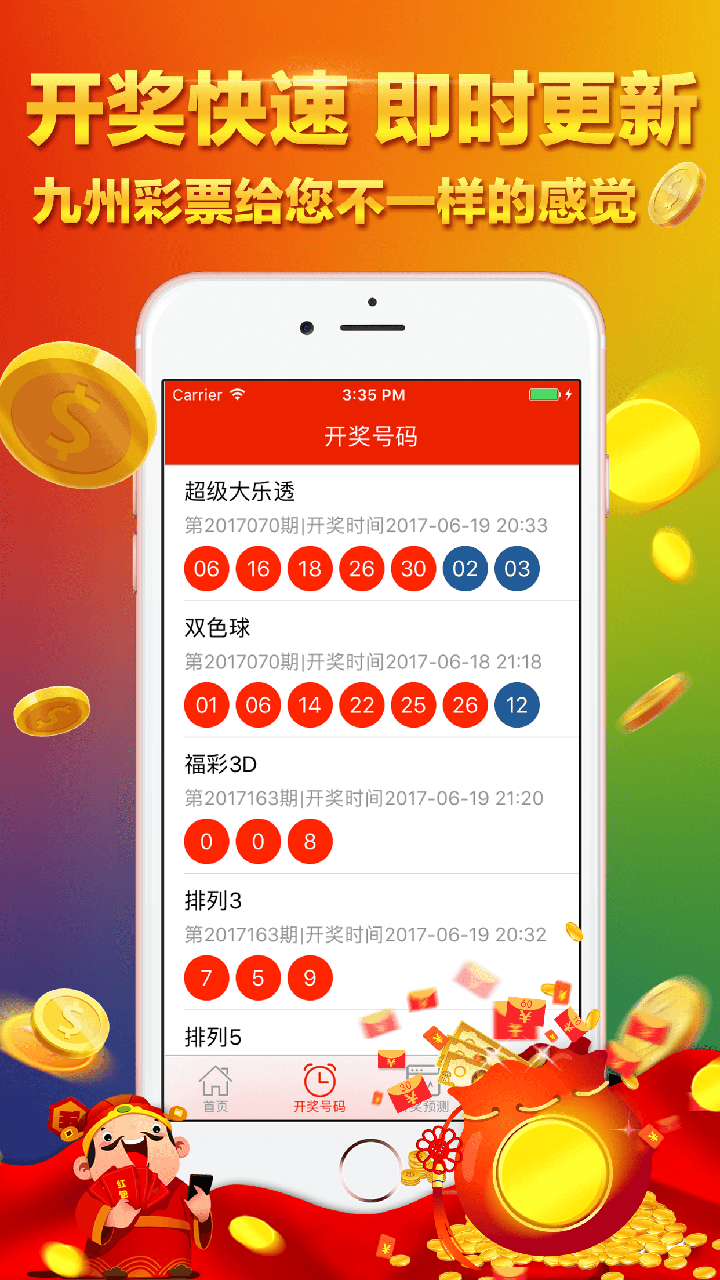 开奖快速 即时更新
九州彩票给您不一样的感觉
Carrier 3:35 PM
开奖号码
超级大乐透
第2017070期|开奖时间2017-06-19 20:33
06 16 18 26 30 02 03
双色球
第2017070期|开奖时间2017-06-18 21:18
01 06 14 22 25 26 12
福彩3D
第2017163期|开奖时间2017-06-19 21:20
0 0 8
排列3
第2017163期|开奖时间2017-06-19 20:32
7 5 9
排列5
首页 开奖号码 奖预测
60
30
红包